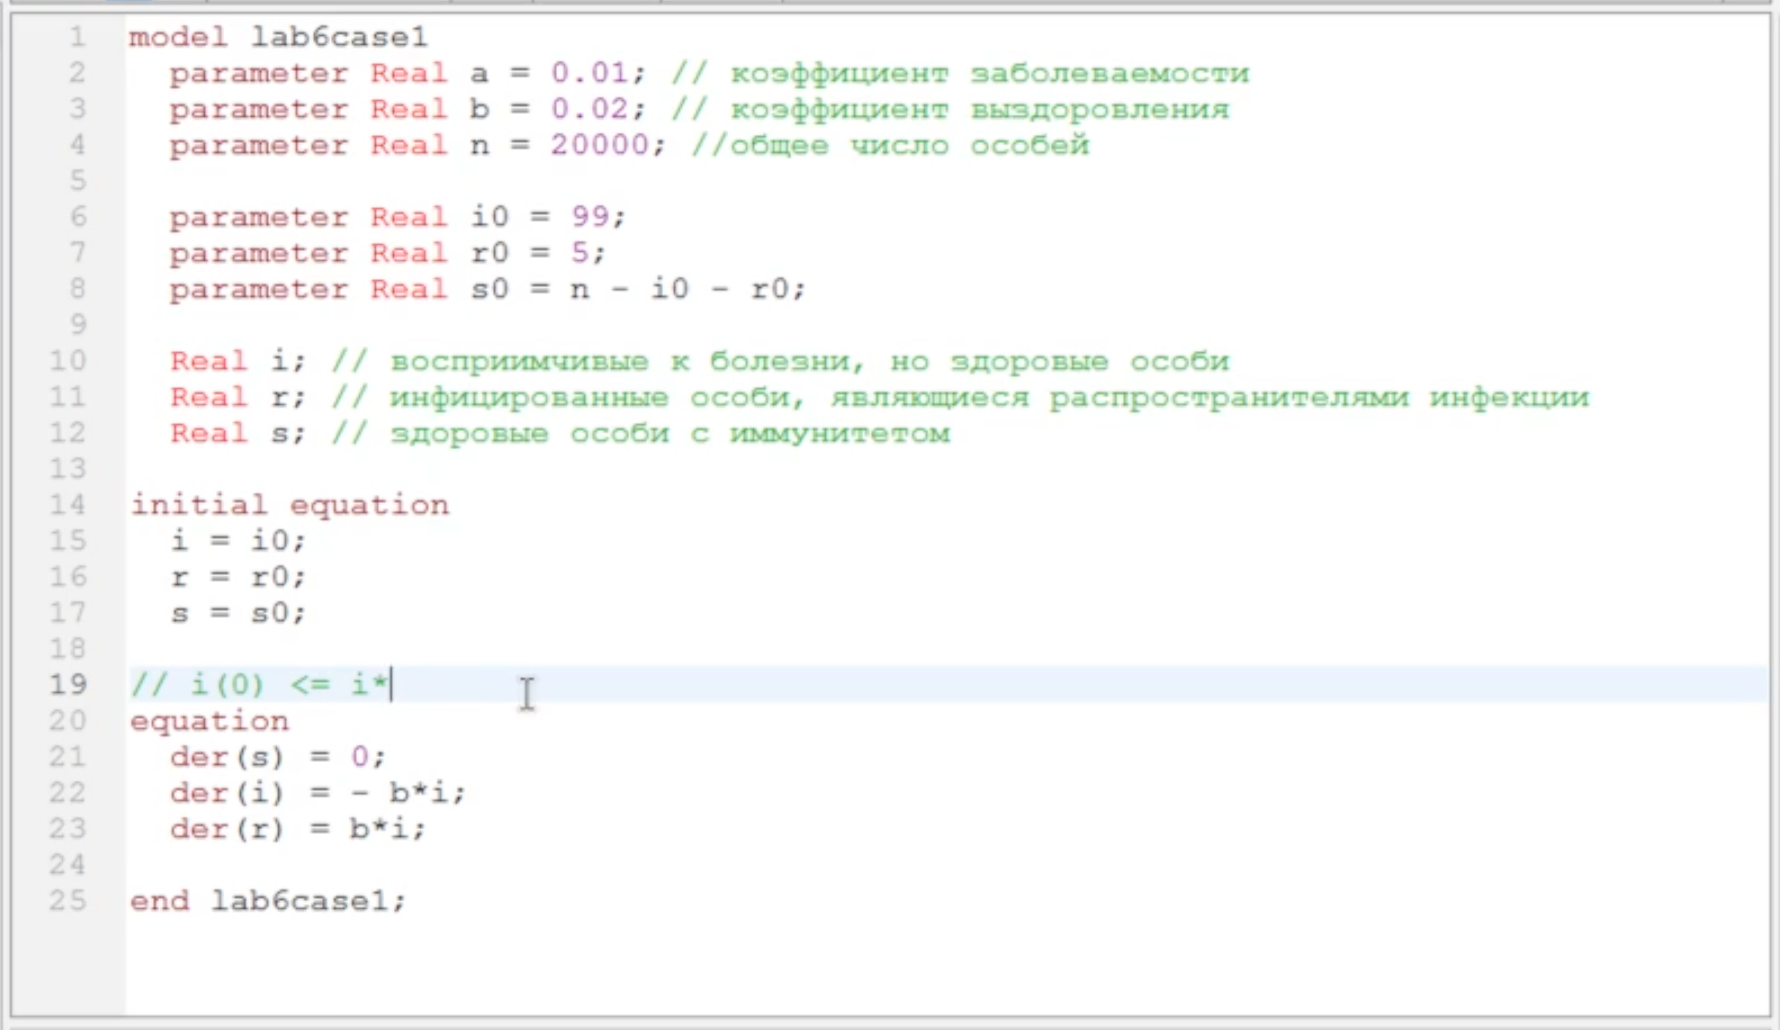 1 model lab6case1
2 parameter Real a = 0.01; // коэффициент заболеваемости
3 parameter Real b = 0.02; // коэффициент выздоровления
4 parameter Real n = 20000; //общее число особей
5
6 parameter Real i0 = 99;
7 parameter Real r0 = 5;
8 parameter Real s0 = n - i0 - r0;
9
10 Real i; // восприимчивые к болезни, но здоровые особи
11 Real r; // инфицированные особи, являющиеся распространителями инфекции
12 Real s; // здоровые особи с иммунитетом
13
14 initial equation
15 i = i0;
16 r = r0;
17 s = s0;
18
19 // i(0) <= i*
20 equation
21 der(s) = 0;
22 der(i) = - b*i;
23 der(r) = b*i;
24
25 end lab6case1;